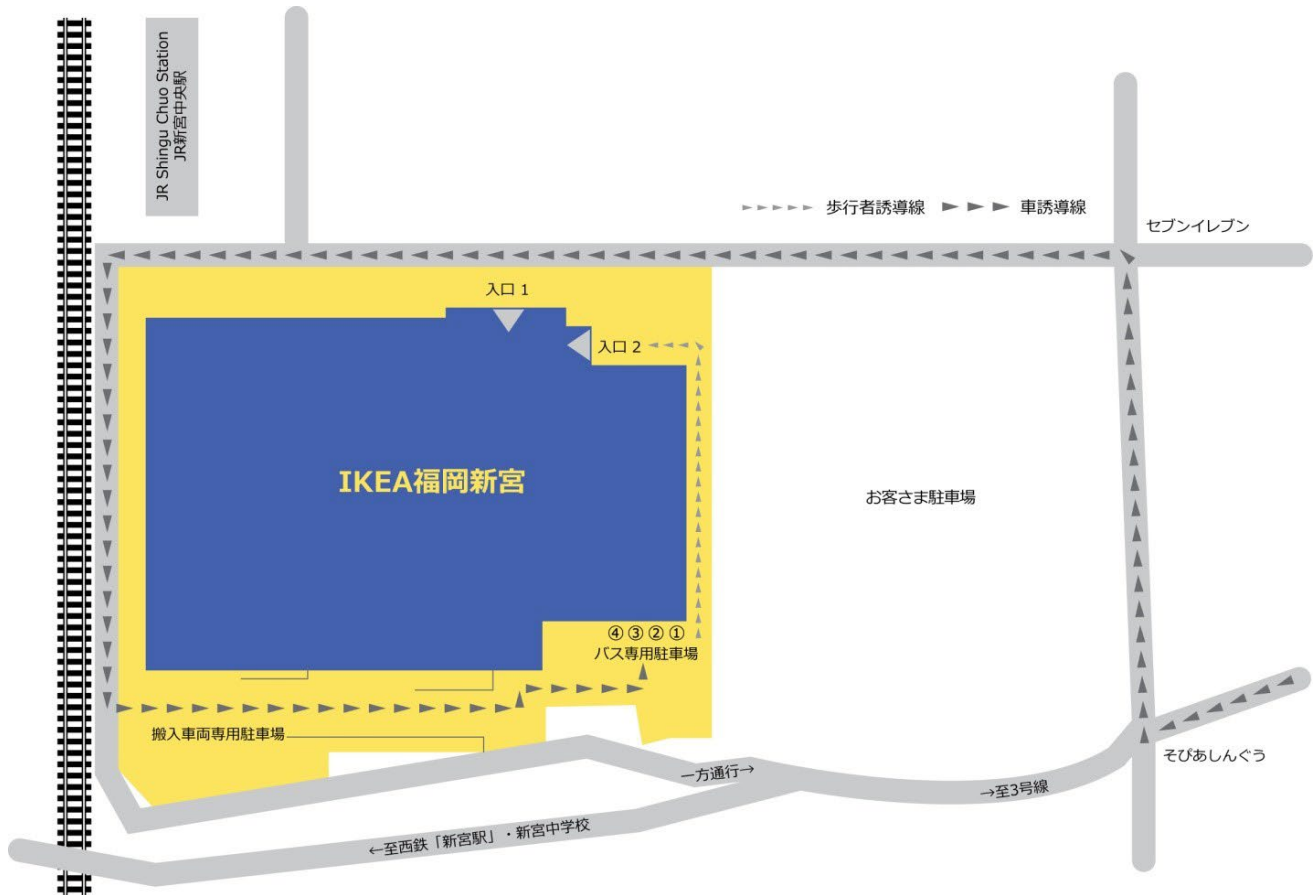 JR Shingu Chuo Station
JR新宮中央駅
歩行者誘導線
車誘導線
セブンイレブン
入口 1
入口 2
IKEA福岡新宮
お客さま駐車場
④ ③ ② ①
バス専用駐車場
搬入車両専用駐車場
そぴあしんぐう
一方通行→
→至3号線
←至西鉄「新宮駅」・新宮中学校